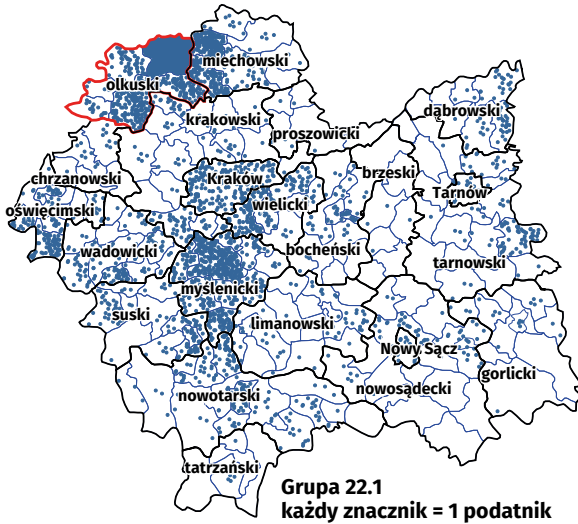 miechowski
olkuski
dąbrowski
krakowski
proszowicki
chrzanowski
Kraków
brzeski
Tarnów
oświęcimski
wielicki
wadowicki
bocheński
tarnowski
myślenicki
suski
limanowski
Nowy Sącz
gorlicki
nowotarski
nowosądecki
tatrzański
Grupa 22.1
każdy znacznik = 1 podatnik